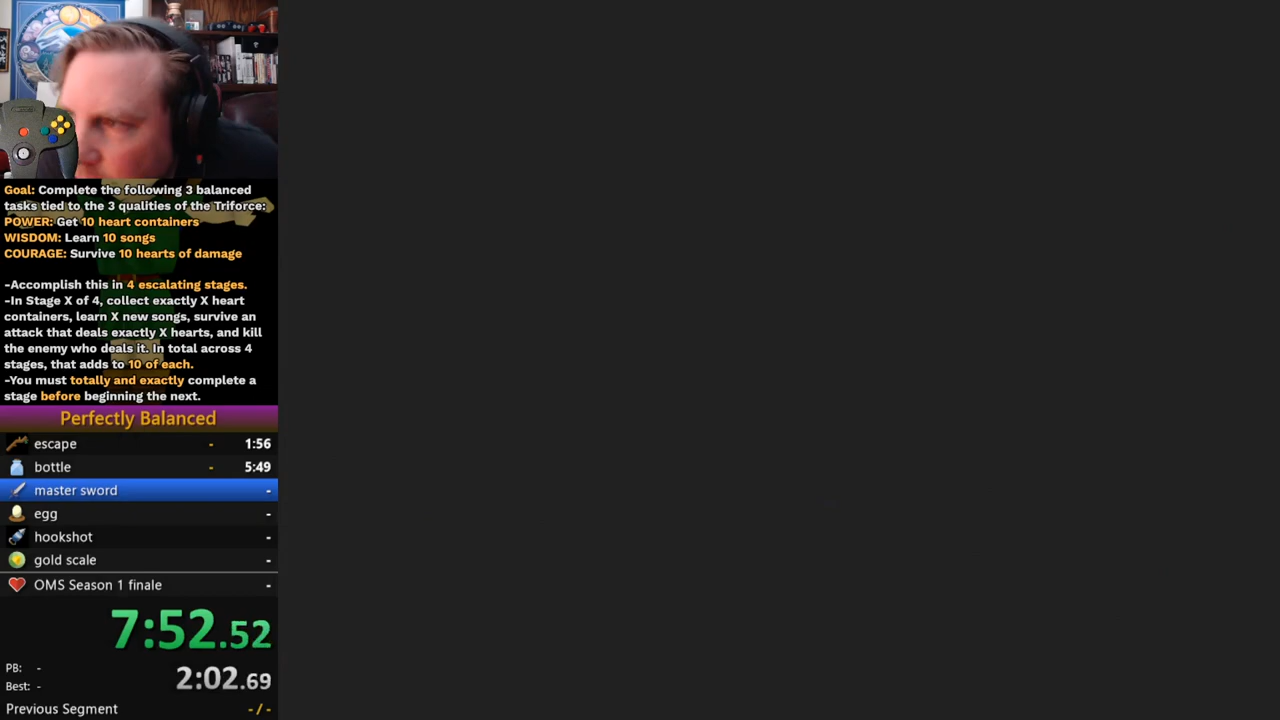 Goal: Complete the following 3 balanced
tasks tied to the 3 qualities of the Triforce:
POWER: Get 10 heart containers
WISDOM: Learn 10 songs
COURAGE: Survive 10 hearts of damage
-Accomplish this in 4 escalating stages.
-In Stage X of 4, collect exactly X heart
containers, learn X new songs, survive an
attack that deals exactly X hearts, and kill
the enemy who deals it. In total across 4
stages, that adds to 10 of each.
-You must totally and exactly complete a
stage before beginning the next.
Perfectly Balanced
escape - 1:56
bottle - 5:49
master sword -
egg -
hookshot -
gold scale -
OMS Season 1 finale -
7:52.52
PB: -
2:02.69
Best: -
Previous Segment - / -